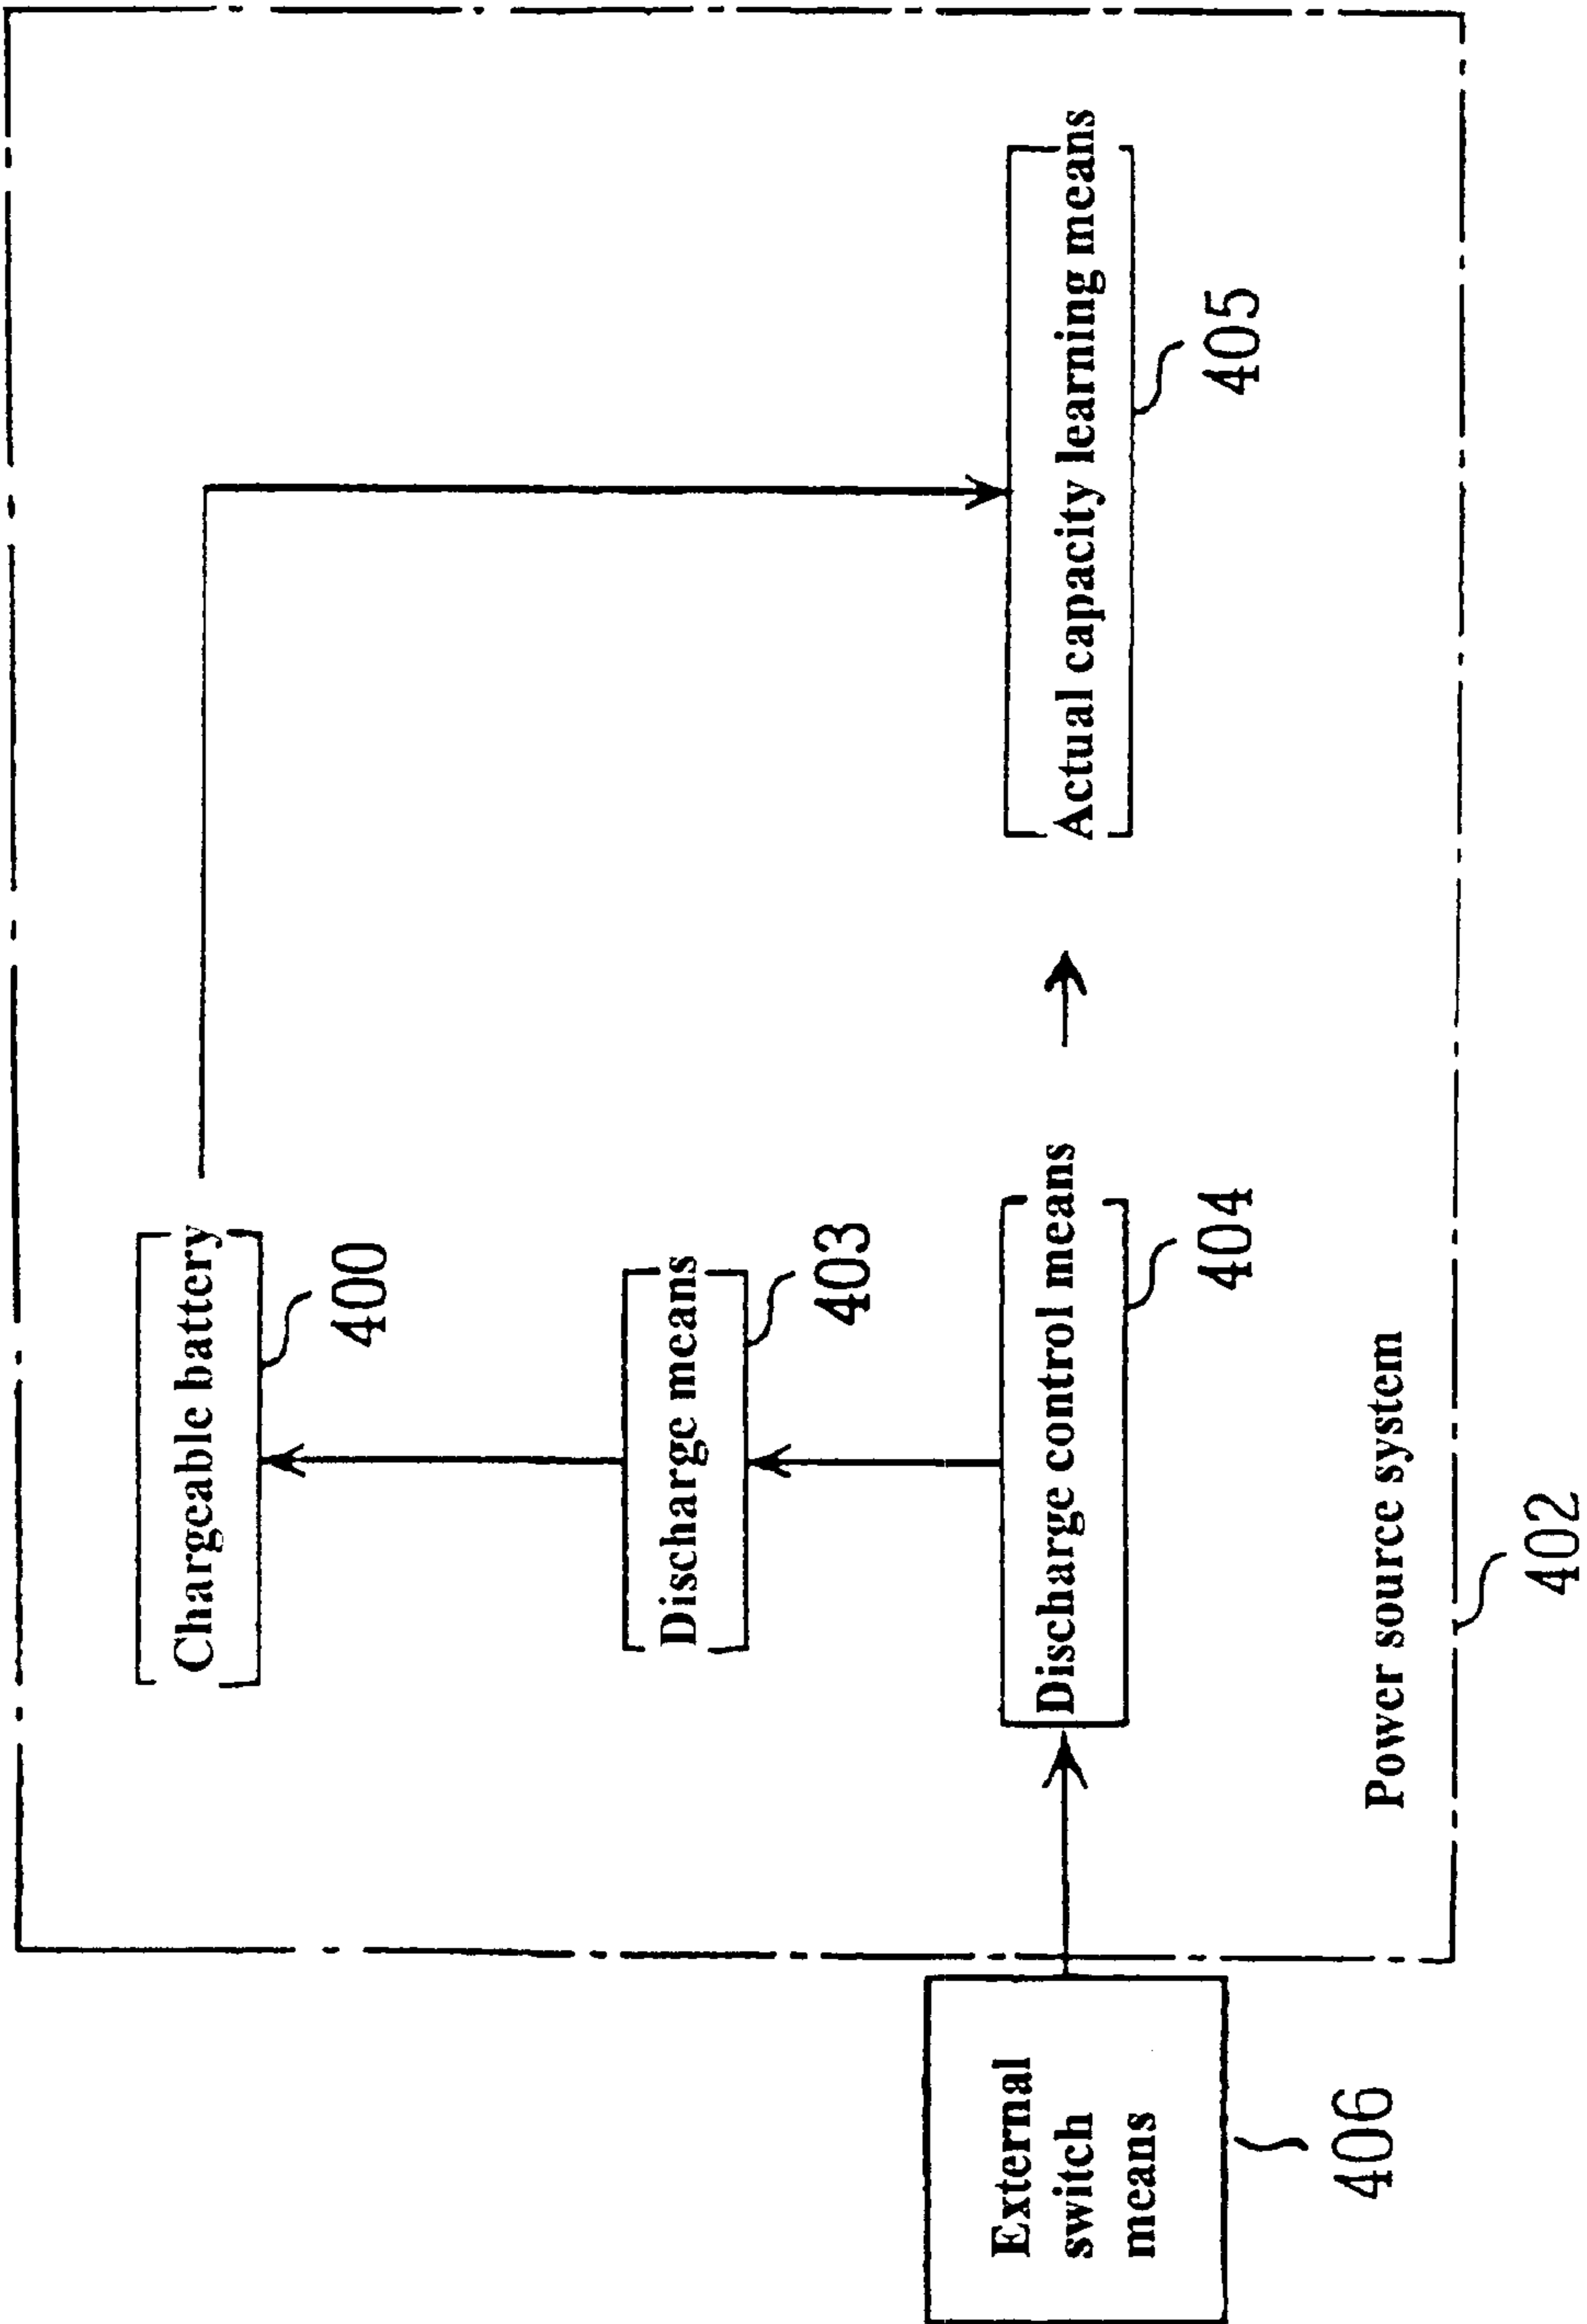 Chargeable battery
400
Discharge means
403
External
switch
means
406
Discharge control means
404
Actual capacity learning means
405
Power source system
402